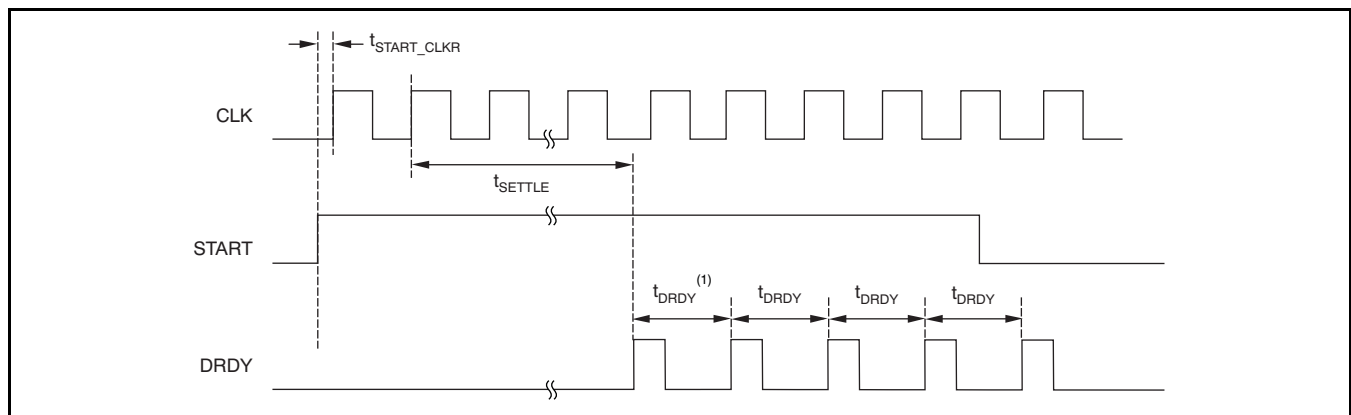 tSTART_CLKR
CLK
tSETTLE
START
tDRDY(1) tDRDY tDRDY tDRDY
DRDY